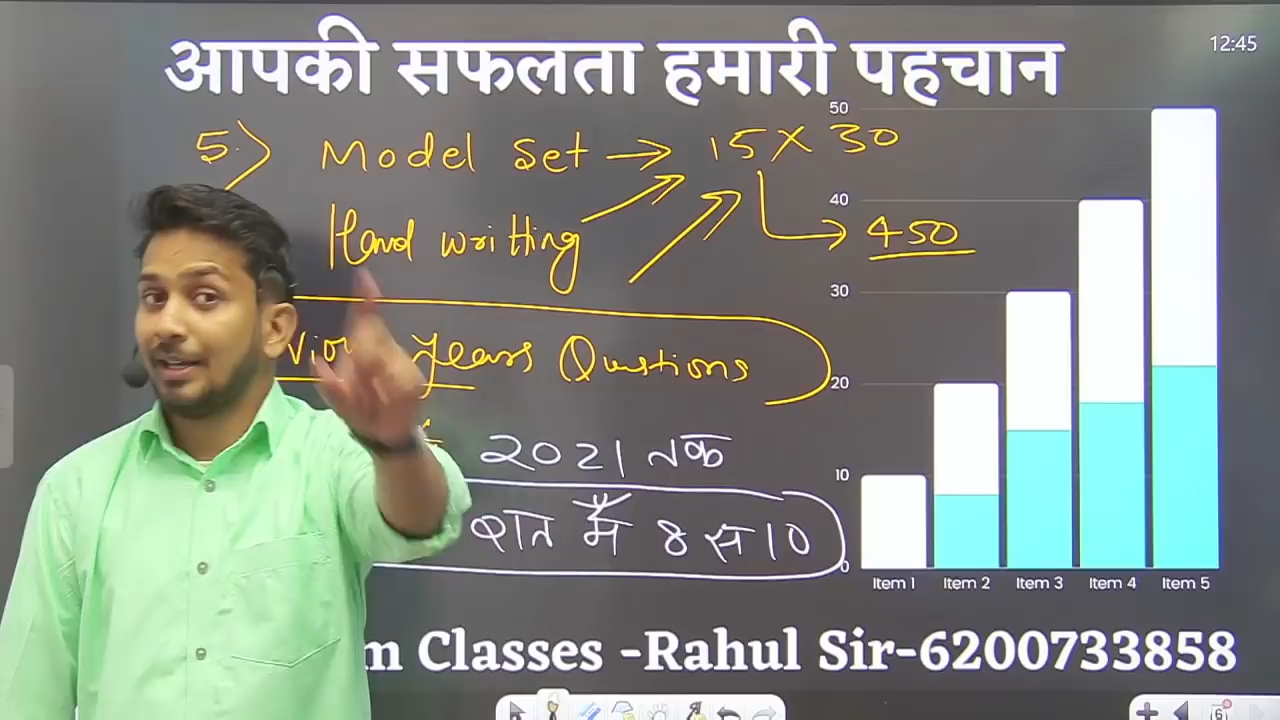 आपकी सफलता हमारी पहचान
12:45
5.> Model Set → 15 X 30
Hand writting
→ 450
Years Qustions
2021 तक
में 8 से 10
50
40
30
20
10
0
Item 1 Item 2 Item 3 Item 4 Item 5
m Classes -Rahul Sir-6200733858